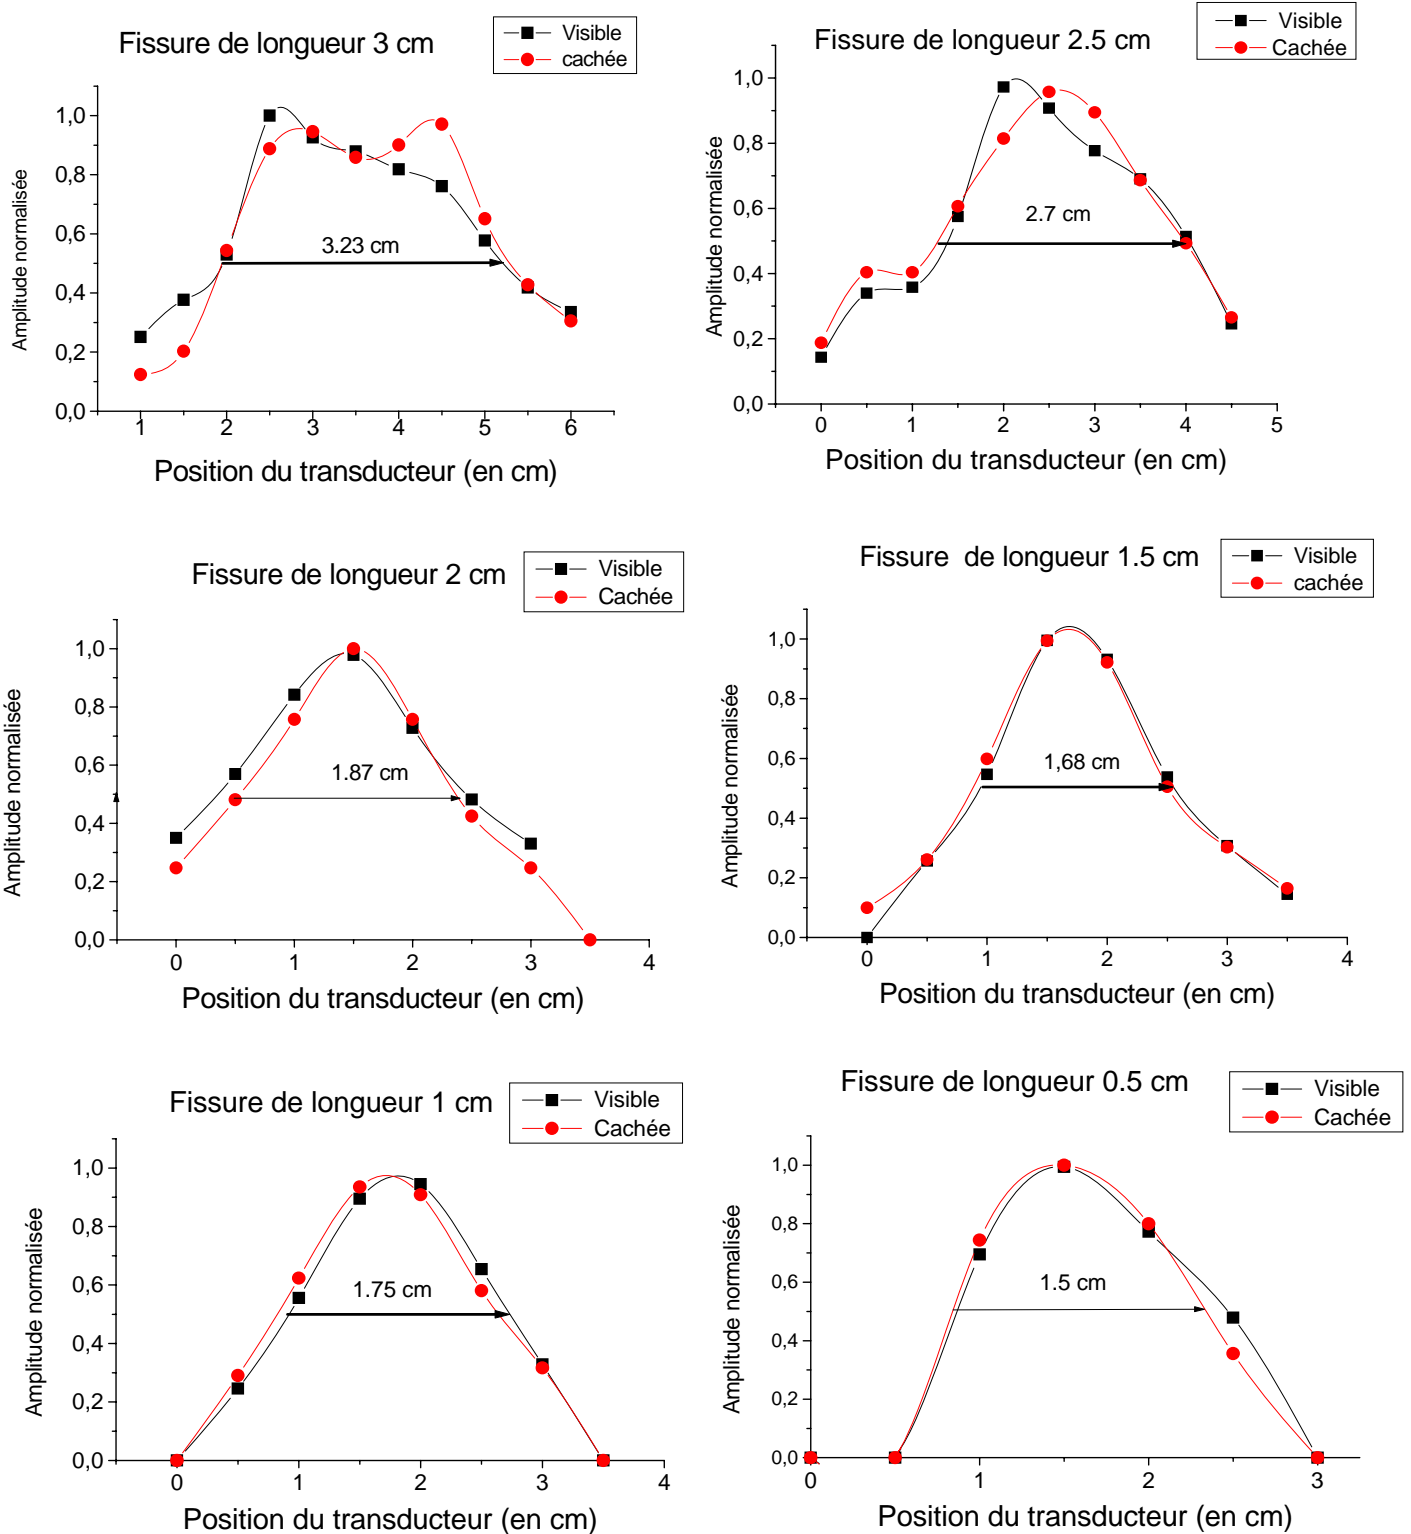 Fissure de longueur 3 cm
Visible
cachée
Amplitude normalisée
1,0
0,8
0,6
0,4
0,2
0,0
3.23 cm
1 2 3 4 5 6
Position du transducteur (en cm)
Fissure de longueur 2.5 cm
Visible
Cachée
Amplitude normalisée
1,0
0,8
0,6
0,4
0,2
0,0
2.7 cm
0 1 2 3 4 5
Position du transducteur (en cm)
Fissure de longueur 2 cm
Visible
Cachée
Amplitude normalisée
1,0
0,8
0,6
0,4
0,2
0,0
1.87 cm
0 1 2 3 4
Position du transducteur (en cm)
Fissure de longueur 1.5 cm
Visible
cachée
Amplitude normalisée
1,0
0,8
0,6
0,4
0,2
0,0
1,68 cm
0 1 2 3 4
Position du transducteur (en cm)
Fissure de longueur 1 cm
Visible
Cachée
Amplitude normalisée
1,0
0,8
0,6
0,4
0,2
0,0
1.75 cm
0 1 2 3 4
Position du transducteur (en cm)
Fissure de longueur 0.5 cm
Visible
Cachée
Amplitude normalisée
1,0
0,8
0,6
0,4
0,2
0,0
1.5 cm
0 1 2 3
Position du transducteur (en cm)